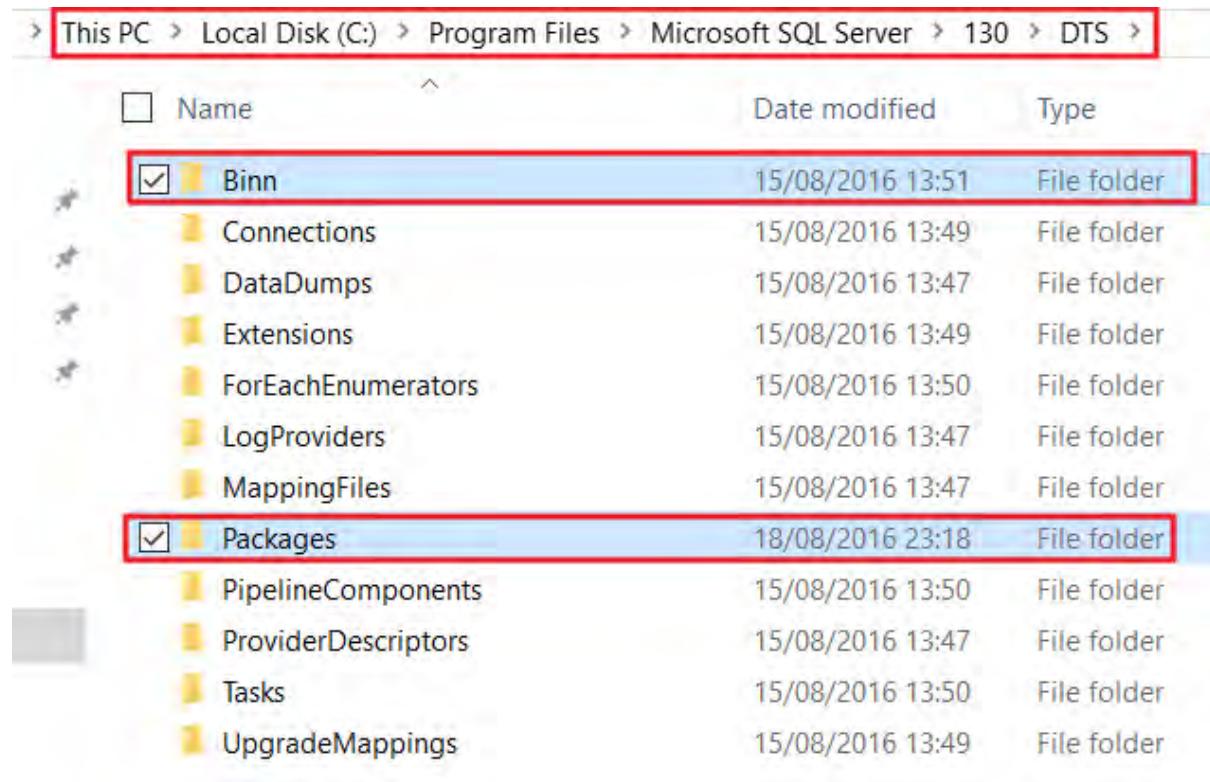 > This PC > Local Disk (C:) > Program Files > Microsoft SQL Server > 130 > DTS >
Name Date modified Type
Binn 15/08/2016 13:51 File folder
Connections 15/08/2016 13:49 File folder
DataDumps 15/08/2016 13:47 File folder
Extensions 15/08/2016 13:49 File folder
ForEachEnumerators 15/08/2016 13:50 File folder
LogProviders 15/08/2016 13:47 File folder
MappingFiles 15/08/2016 13:47 File folder
Packages 18/08/2016 23:18 File folder
PipelineComponents 15/08/2016 13:50 File folder
ProviderDescriptors 15/08/2016 13:47 File folder
Tasks 15/08/2016 13:50 File folder
UpgradeMappings 15/08/2016 13:49 File folder